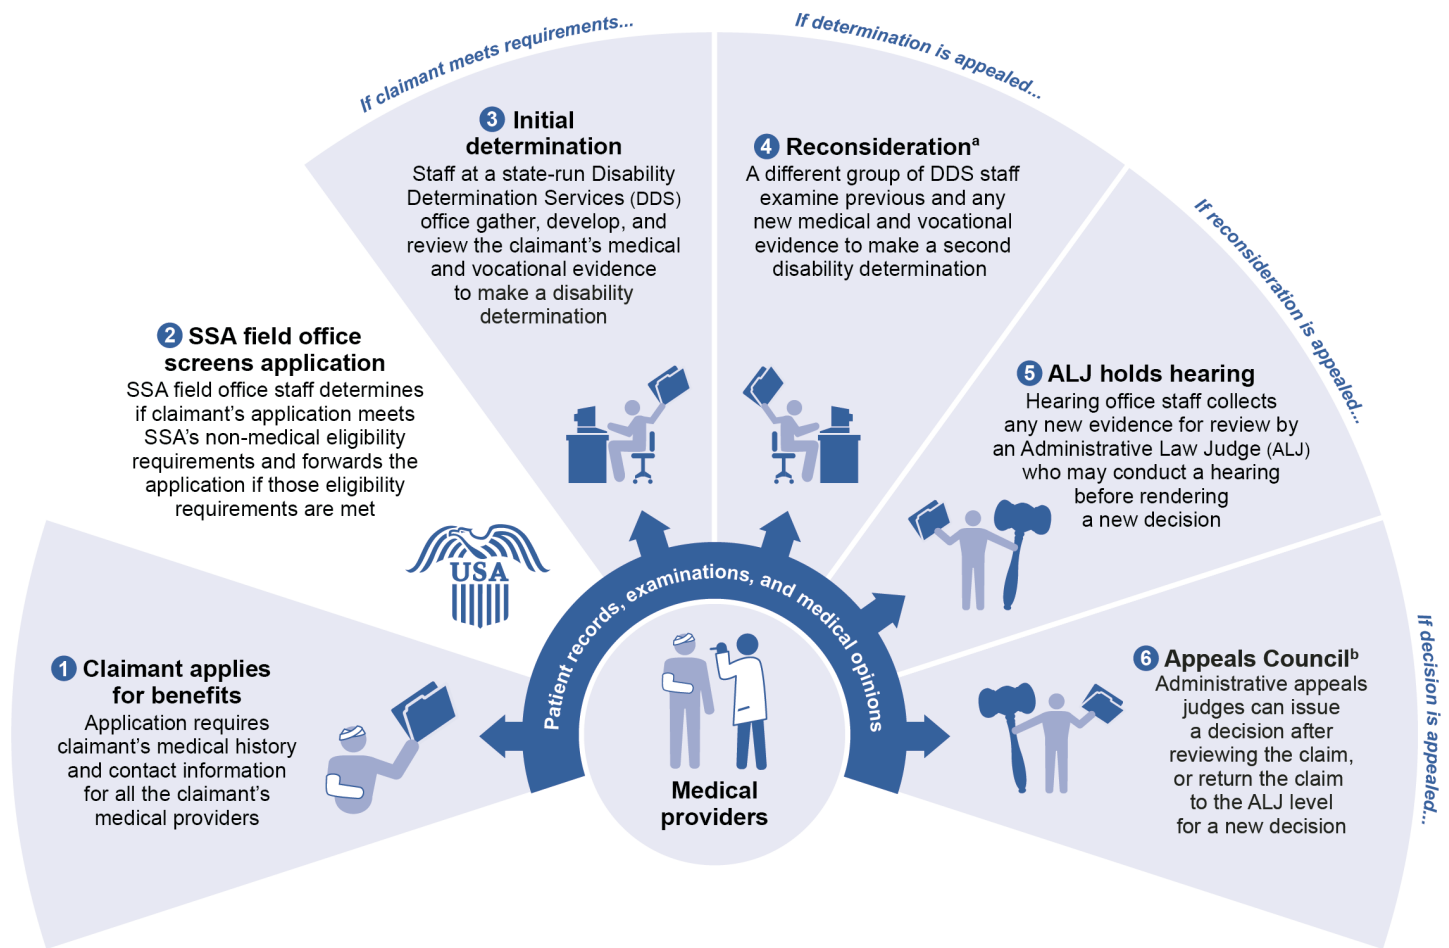 If claimant meets requirements...
If determination is appealed...
If reconsideration is appealed...
If decision is appealed...
1 Claimant applies
for benefits
Application requires
claimant’s medical history
and contact information
for all the claimant’s
medical providers
2 SSA field office
screens application
SSA field office staff determines
if claimant’s application meets
SSA’s non-medical eligibility
requirements and forwards the
application if those eligibility
requirements are met
USA
3 Initial
determination
Staff at a state-run Disability
Determination Services (DDS)
office gather, develop, and
review the claimant’s medical
and vocational evidence
to make a disability
determination
4 Reconsiderationᵃ
A different group of DDS staff
examine previous and any
new medical and vocational
evidence to make a second
disability determination
5 ALJ holds hearing
Hearing office staff collects
any new evidence for review by
an Administrative Law Judge (ALJ)
who may conduct a hearing
before rendering
a new decision
6 Appeals Councilᵇ
Administrative appeals
judges can issue
a decision after
reviewing the claim,
or return the claim
to the ALJ level
for a new decision
Patient records, examinations, and medical opinions
Medical
providers